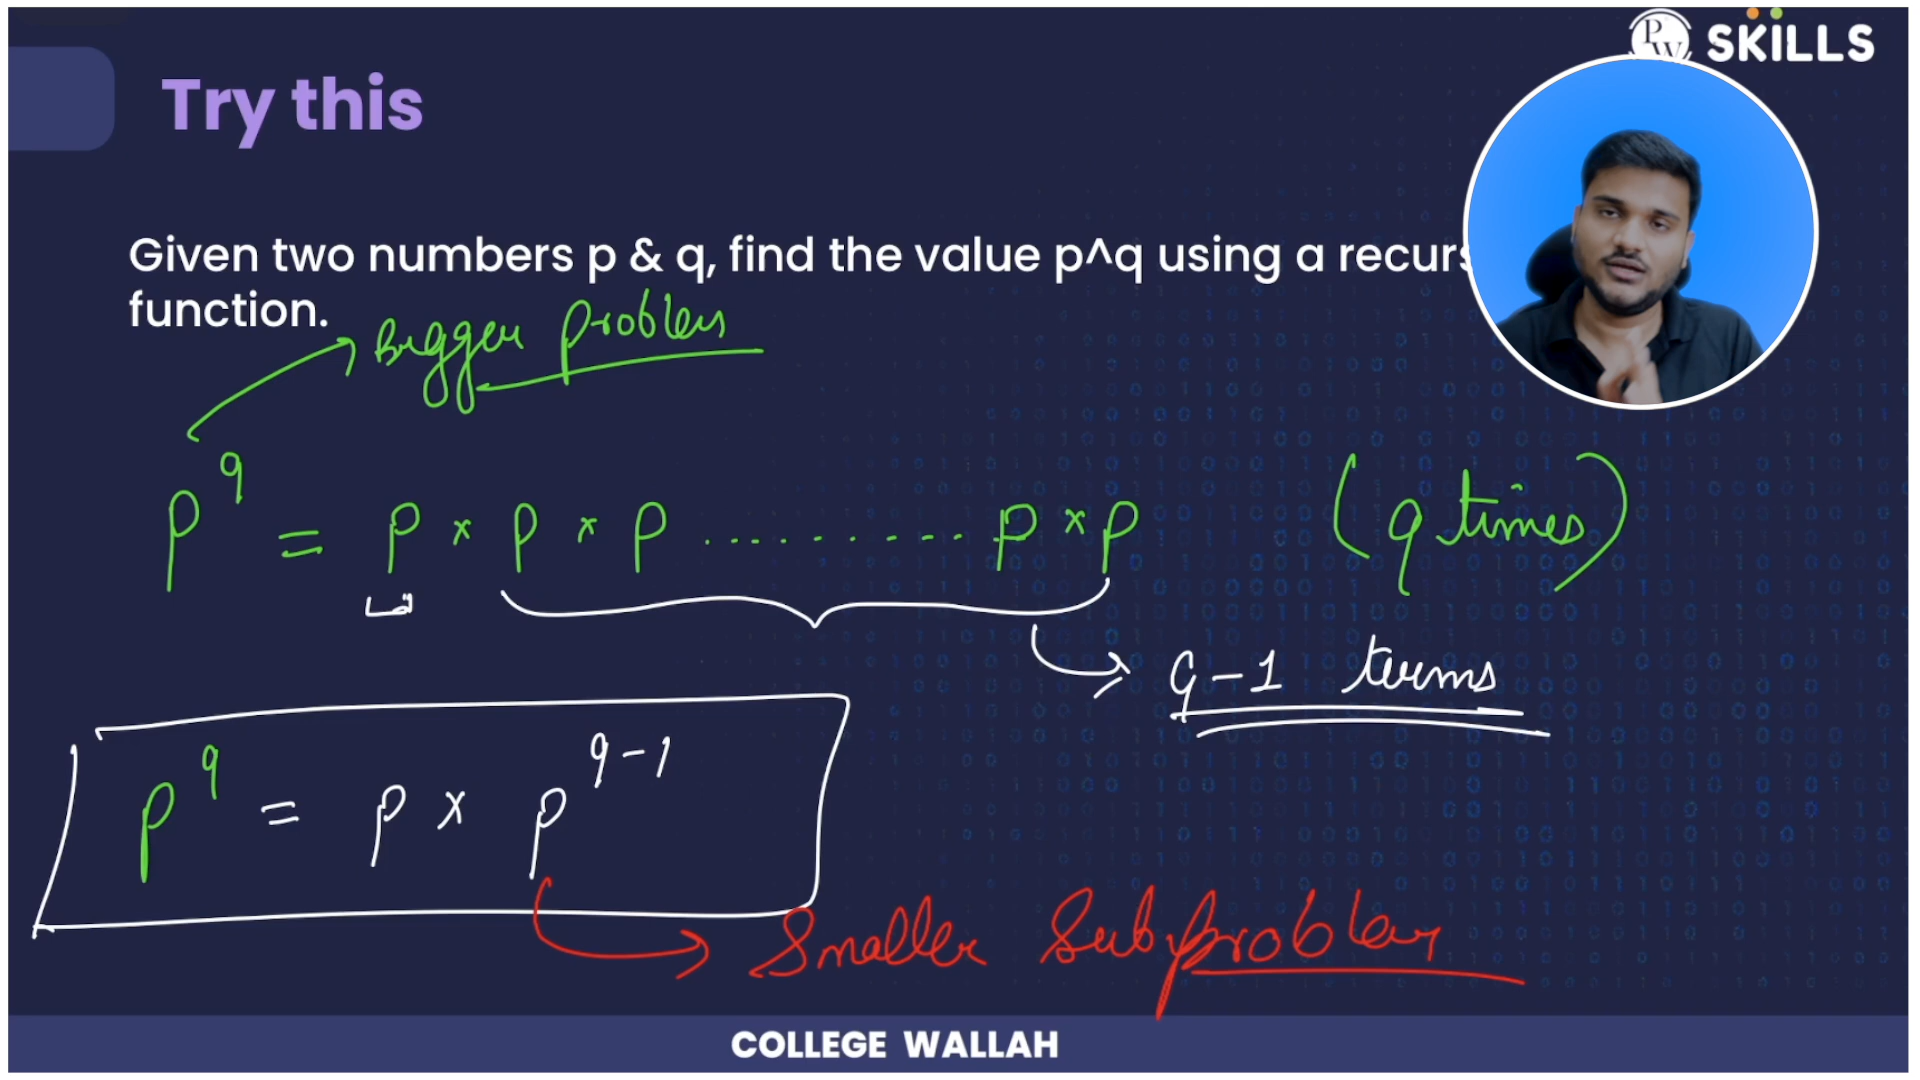 PW SKILLS
Try this
Given two numbers p & q, find the value p^q using a recurs
function.
Bigger Problem
p^q = p × p × p .......... p × p (q times)
q-1 terms
p^q = p × p^q-1
Smaller Subproblem
COLLEGE WALLAH